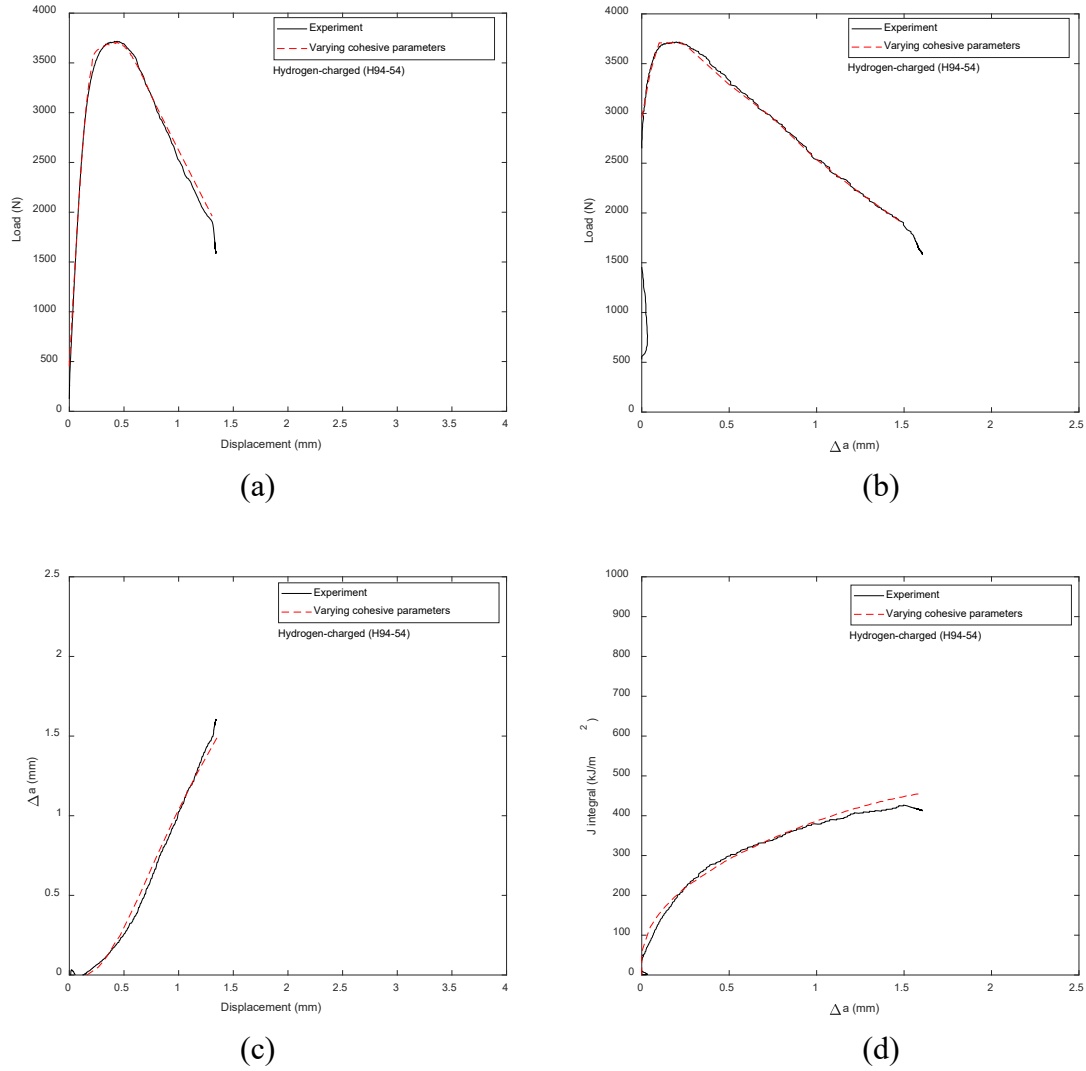 4000
3500
3000
2500
2000
1500
1000
500
0
Load (N)
Experiment
Varying cohesive parameters
Hydrogen-charged (H94-54)
0 0.5 1 1.5 2 2.5 3 3.5 4
Displacement (mm)
(a)
4000
3500
3000
2500
2000
1500
1000
500
0
Load (N)
Experiment
Varying cohesive parameters
Hydrogen-charged (H94-54)
0 0.5 1 1.5 2 2.5
Δa (mm)
(b)
2.5
2
1.5
1
0.5
0
Δa (mm)
Experiment
Varying cohesive parameters
Hydrogen-charged (H94-54)
0 0.5 1 1.5 2 2.5 3 3.5 4
Displacement (mm)
(c)
1000
900
800
700
600
500
400
300
200
100
0
J integral (kJ/m²)
Experiment
Varying cohesive parameters
Hydrogen-charged (H94-54)
0 0.5 1 1.5 2 2.5
Δa (mm)
(d)